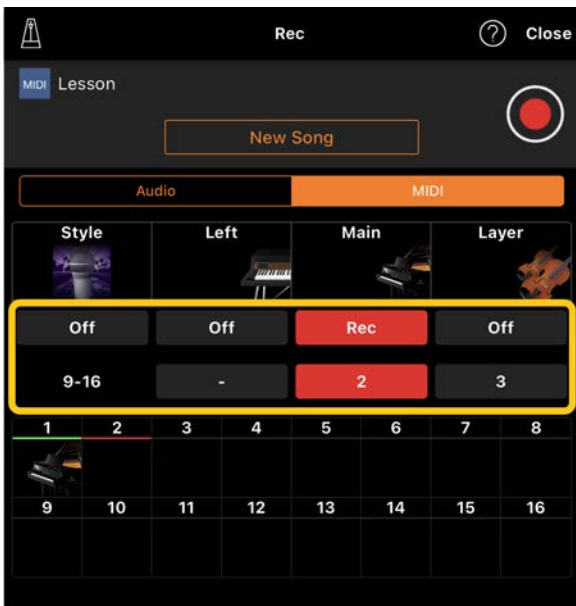 Rec
? Close
MIDI Lesson
New Song
Audio MIDI
Style Left Main Layer
Off Off Rec Off
9-16 - 2 3
1 2 3 4 5 6 7 8
9 10 11 12 13 14 15 16